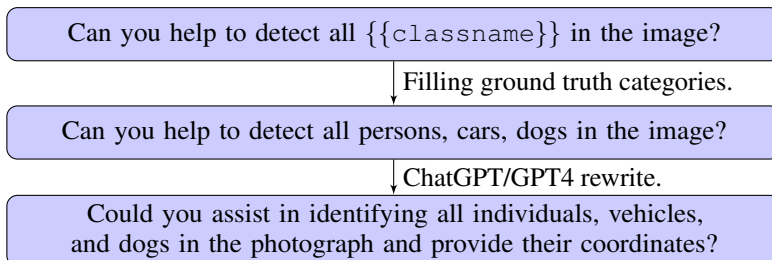 Can you help to detect all {{classname}} in the image?
Filling ground truth categories.
Can you help to detect all persons, cars, dogs in the image?
ChatGPT/GPT4 rewrite.
Could you assist in identifying all individuals, vehicles,
and dogs in the photograph and provide their coordinates?